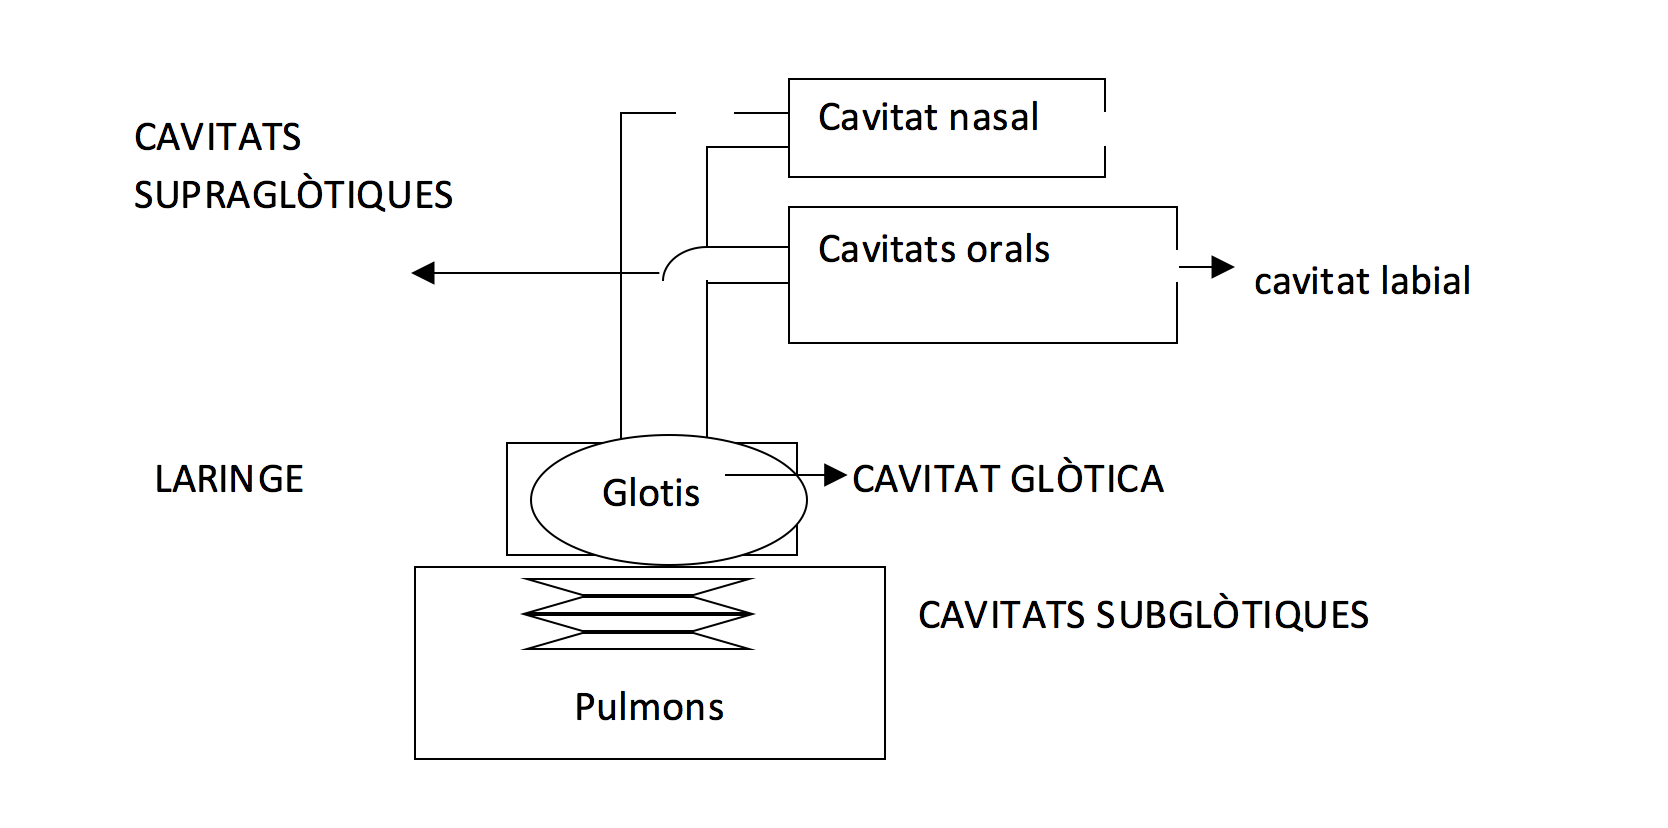 Cavitat nasal
CAVITATS
SUPRAGLÒTIQUES
Cavitats orals
cavitat labial
LARINGE
Glotis
CAVITAT GLÒTICA
CAVITATS SUBGLÒTIQUES
Pulmons